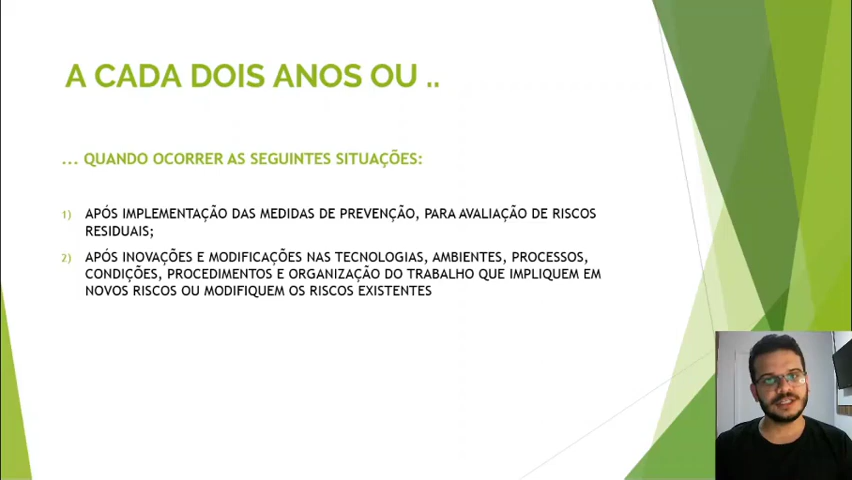 A CADA DOIS ANOS OU ..
... QUANDO OCORRER AS SEGUINTES SITUAÇÕES:
1) APÓS IMPLEMENTAÇÃO DAS MEDIDAS DE PREVENÇÃO, PARA AVALIAÇÃO DE RISCOS
RESIDUAIS;
2) APÓS INOVAÇÕES E MODIFICAÇÕES NAS TECNOLOGIAS, AMBIENTES, PROCESSOS,
CONDIÇÕES, PROCEDIMENTOS E ORGANIZAÇÃO DO TRABALHO QUE IMPLIQUEM EM
NOVOS RISCOS OU MODIFIQUEM OS RISCOS EXISTENTES